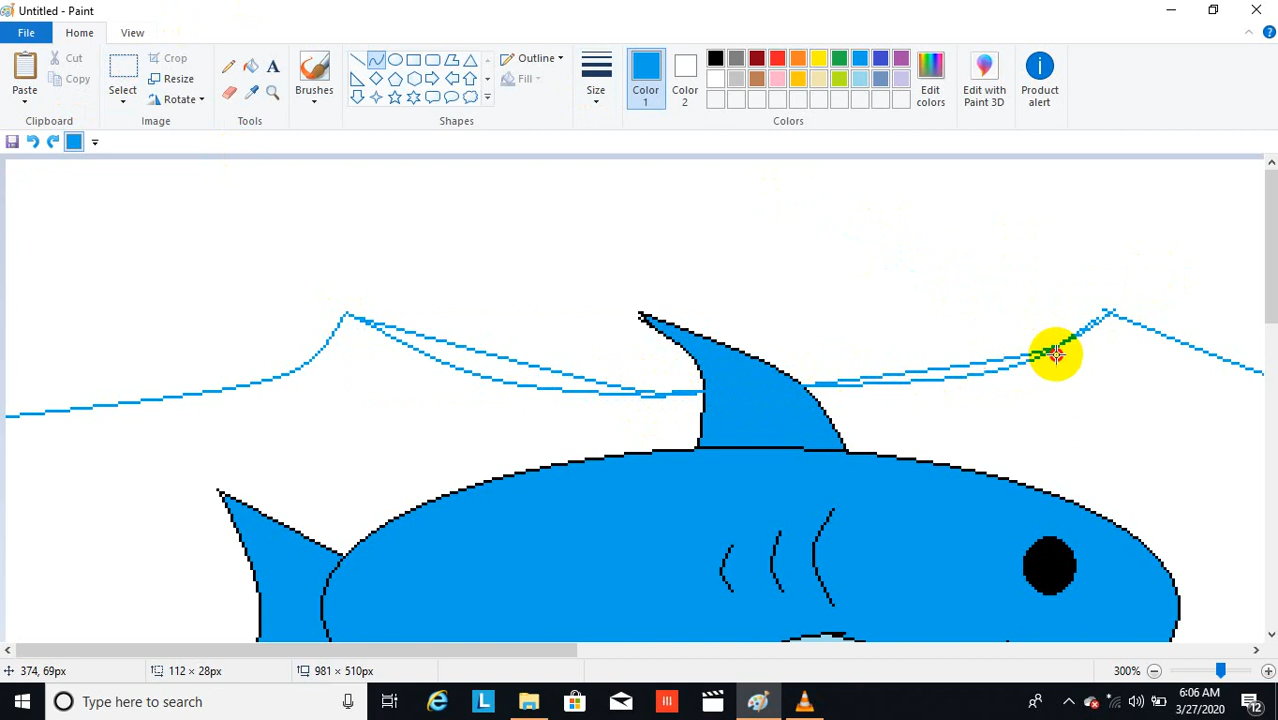 Untitled - Paint
File Home View
Paste
Cut
Copy
Clipboard
Select
Crop
Resize
Rotate
Image
A
Tools
Brushes
Outline
Fill
Shapes
Size
Color 1
Color 2
Edit colors
Colors
Edit with Paint 3D
Product alert
374, 69px
112 × 28px
981 × 510px
300%
Type here to search
6:06 AM
3/27/2020
12